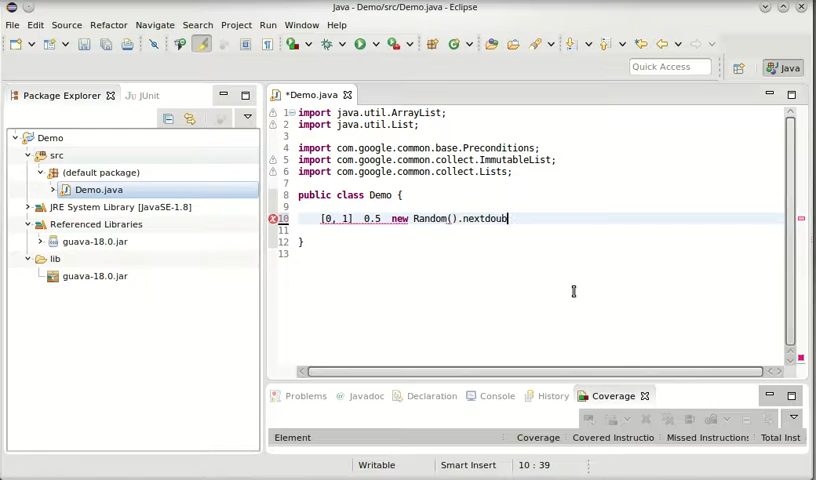 Java - Demo/src/Demo.java - Eclipse
File Edit Source Refactor Navigate Search Project Run Window Help
Quick Access
Java
Package Explorer
JUnit
Demo
src
(default package)
Demo.java
JRE System Library [JavaSE-1.8]
Referenced Libraries
guava-18.0.jar
lib
guava-18.0.jar
*Demo.java
1 import java.util.ArrayList;
2 import java.util.List;
3
4 import com.google.common.base.Preconditions;
5 import com.google.common.collect.ImmutableList;
6 import com.google.common.collect.Lists;
7
8 public class Demo {
9
10 [0, 1] 0.5 new Random().nextdoub
11
12 }
13
Problems Javadoc Declaration Console History Coverage
Element Coverage Covered Instructio Missed Instructions Total Inst
Writable Smart Insert 10 : 39